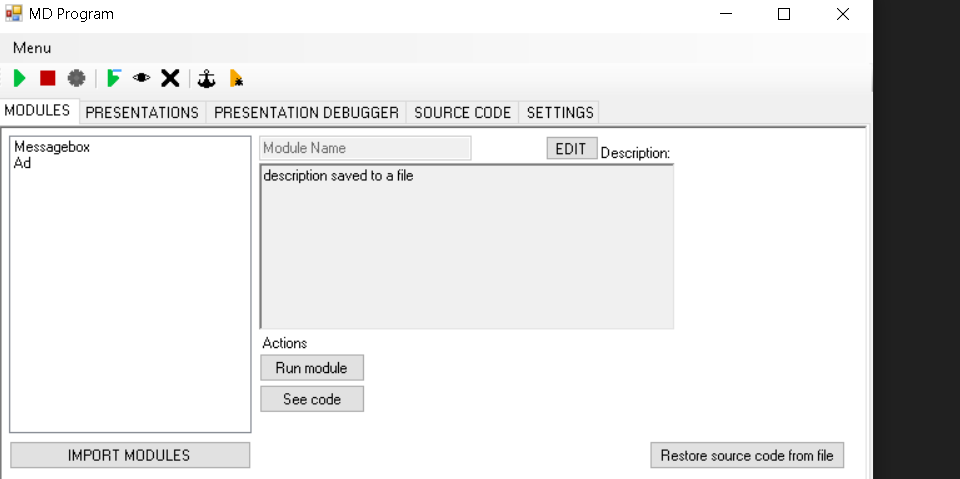 MD Program
Menu
MODULES PRESENTATIONS PRESENTATION DEBUGGER SOURCE CODE SETTINGS
Messagebox
Ad
Module Name
EDIT Description:
description saved to a file
Actions
Run module
See code
IMPORT MODULES
Restore source code from file